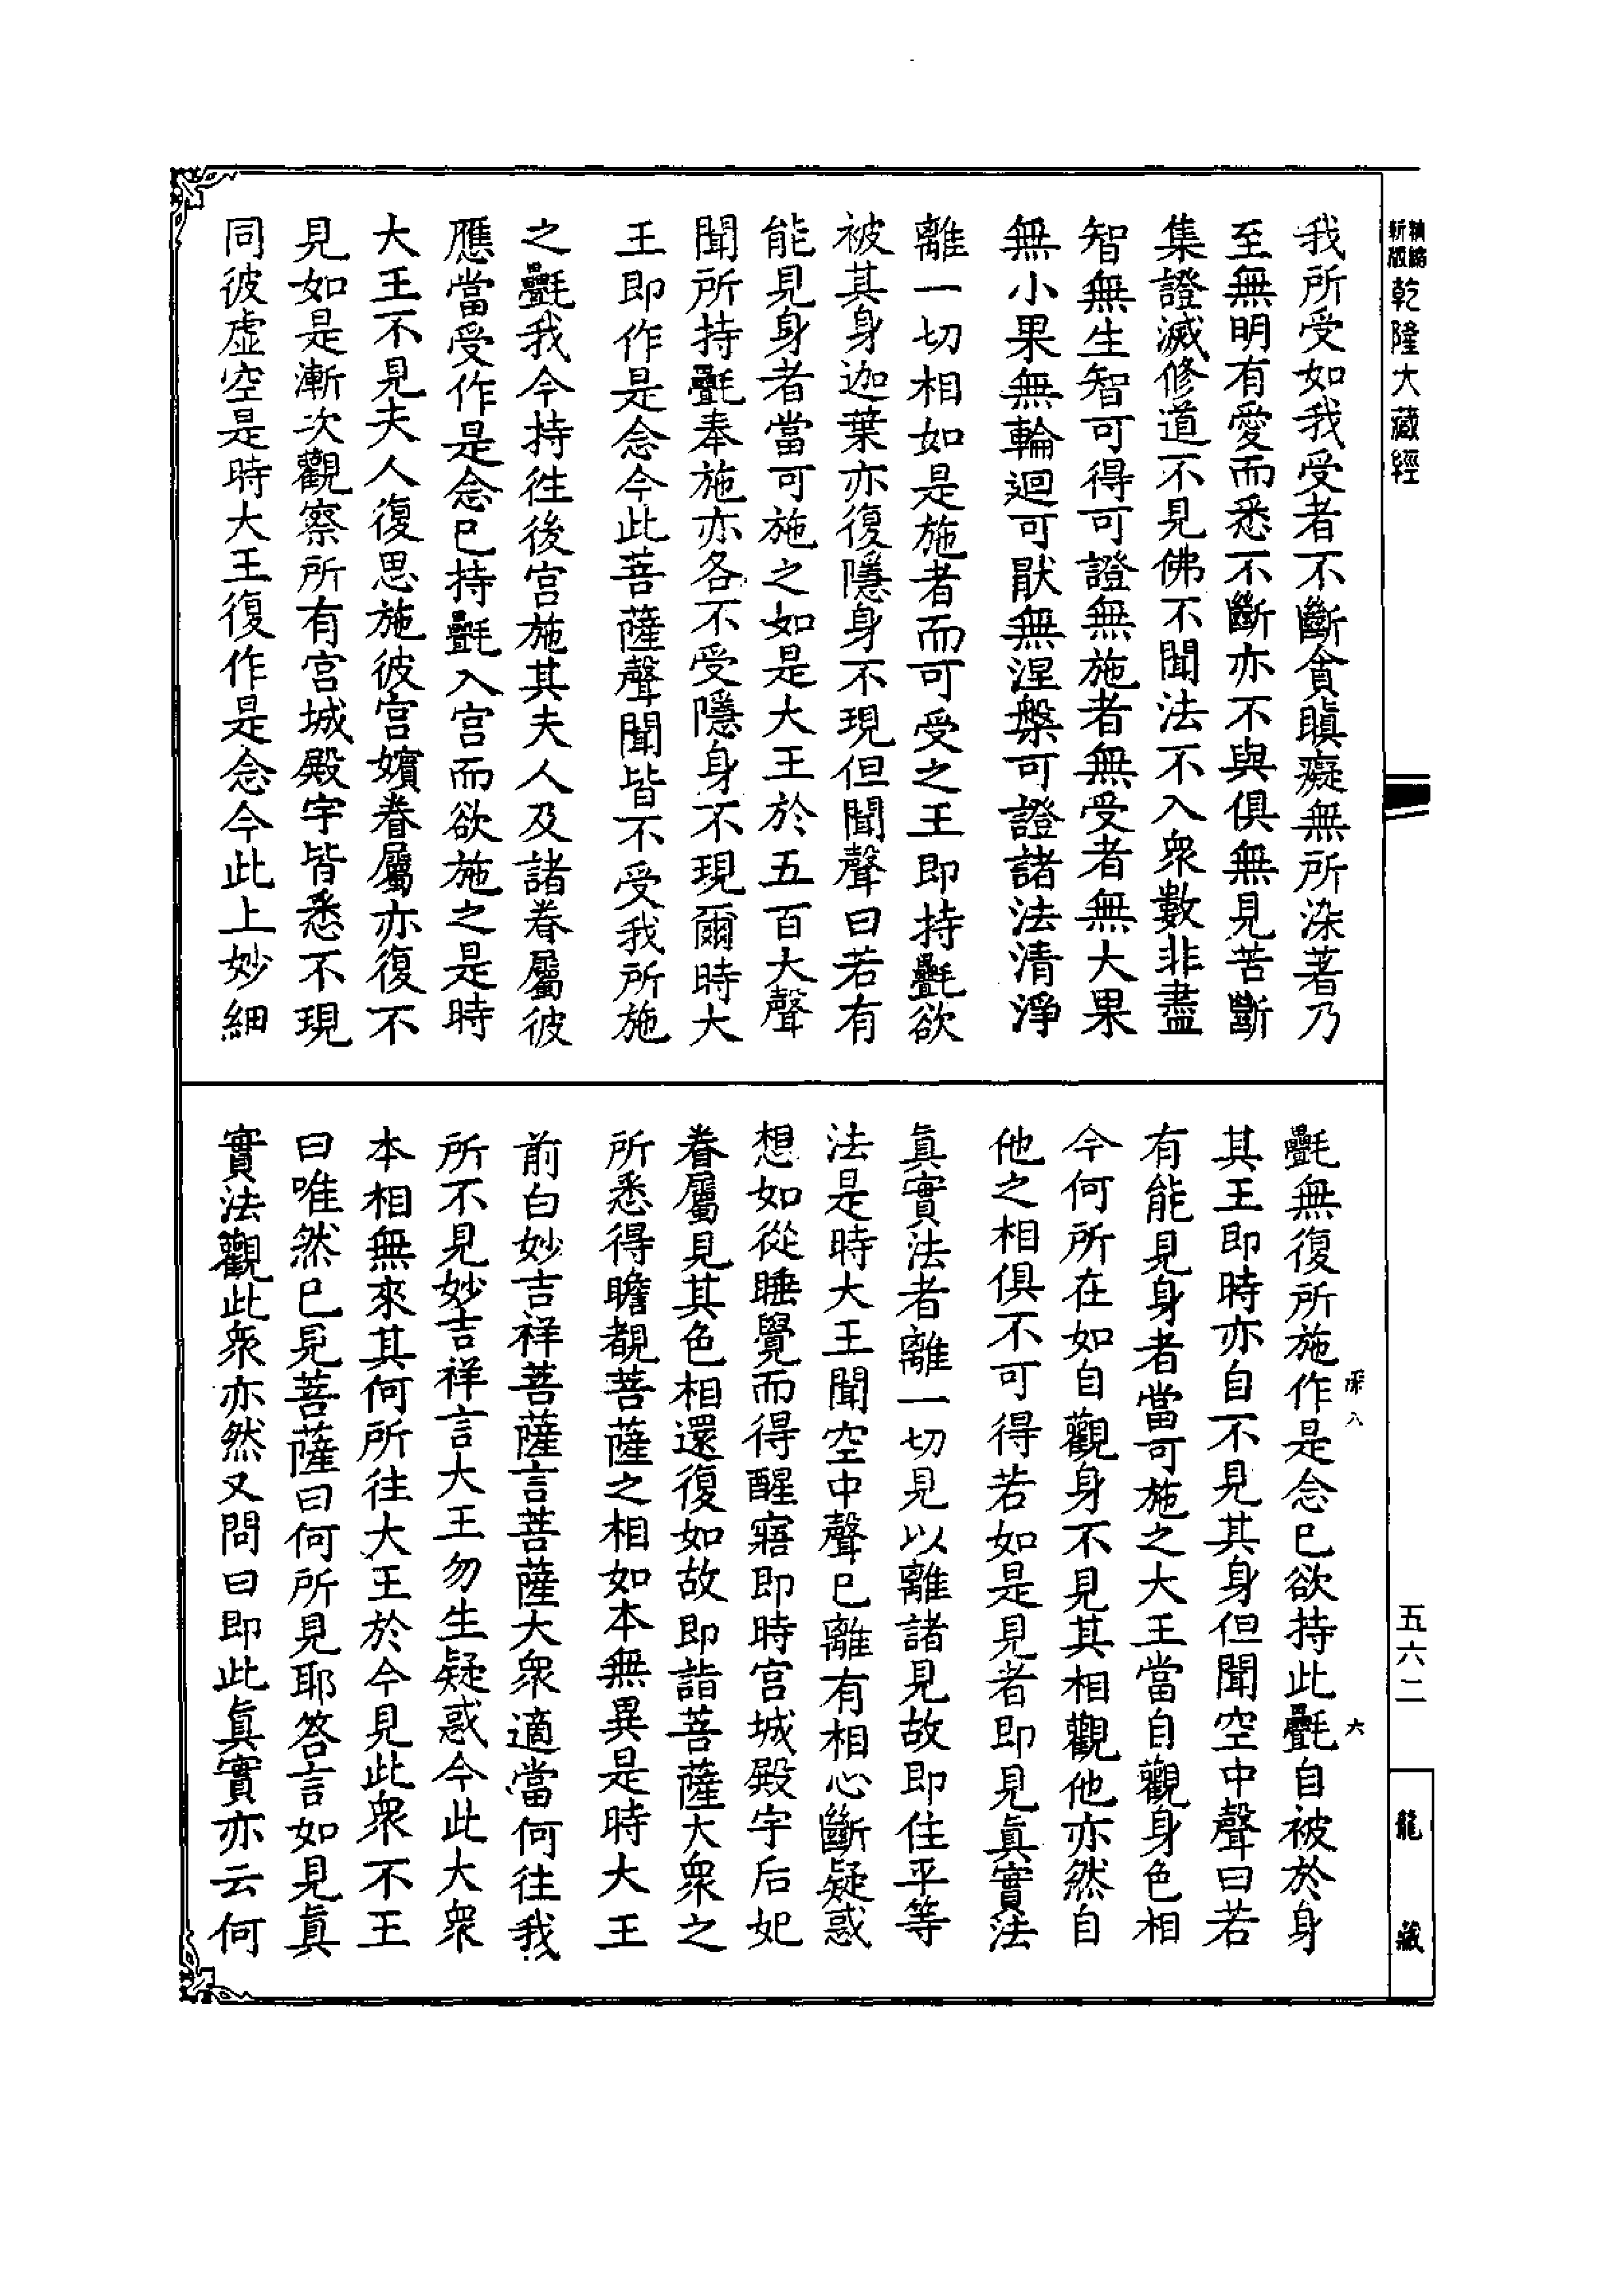 精縮
新版
乾隆大藏經
我所受如我受者不斷貪瞋癡無所染著乃
至無明有愛而悉不斷亦不與俱無見苦斷
集證滅修道不見佛不聞法不入衆數非盡
智無生智可得可證無施者無受者無大果
無小果無輪迴可猒無涅槃可證諸法清淨
離一切相如是施者而可受之王即持㲲欲
被其身迦葉亦復隱身不現但聞聲曰若有
能見身者當可施之如是大王於五百大聲
聞所持㲲奉施亦各不受隱身不現爾時大
王即作是念今此菩薩聲聞皆不受我所施
之㲲我今持徃後宮施其夫人及諸眷屬彼
應當受作是念已持㲲入宮而欲施之是時
大王不見夫人復思施彼宮嬪眷屬亦復不
見如是漸次觀察所有宮城殿宇皆悉不現
同彼虛空是時大王復作是念今此上妙細
㲲無復所施作是念已欲持此㲲自被於身
其王即時亦自不見其身但聞空中聲曰若
有能見身者當可施之大王當自觀身色相
今何所在如自觀身不見其相觀他亦然自
他之相俱不可得若如是見者即見眞實法
眞實法者離一切見以離諸見故即住平等
法是時大王聞空中聲已離有相心斷疑惑
想如從睡覺而得醒寤即時宮城殿宇后妃
眷屬見其色相還復如故即詣菩薩大衆之
所悉得瞻覩菩薩之相如本無異是時大王
前白妙吉祥菩薩言菩薩大衆適當何往我
所不見妙吉祥言大王勿生疑惑今此大衆
本相無來其何所往大王於今見此衆不王
曰唯然已見菩薩曰何所見耶答言如見眞
實法觀此衆亦然又問曰即此眞實亦云何
六
五六二
龍藏